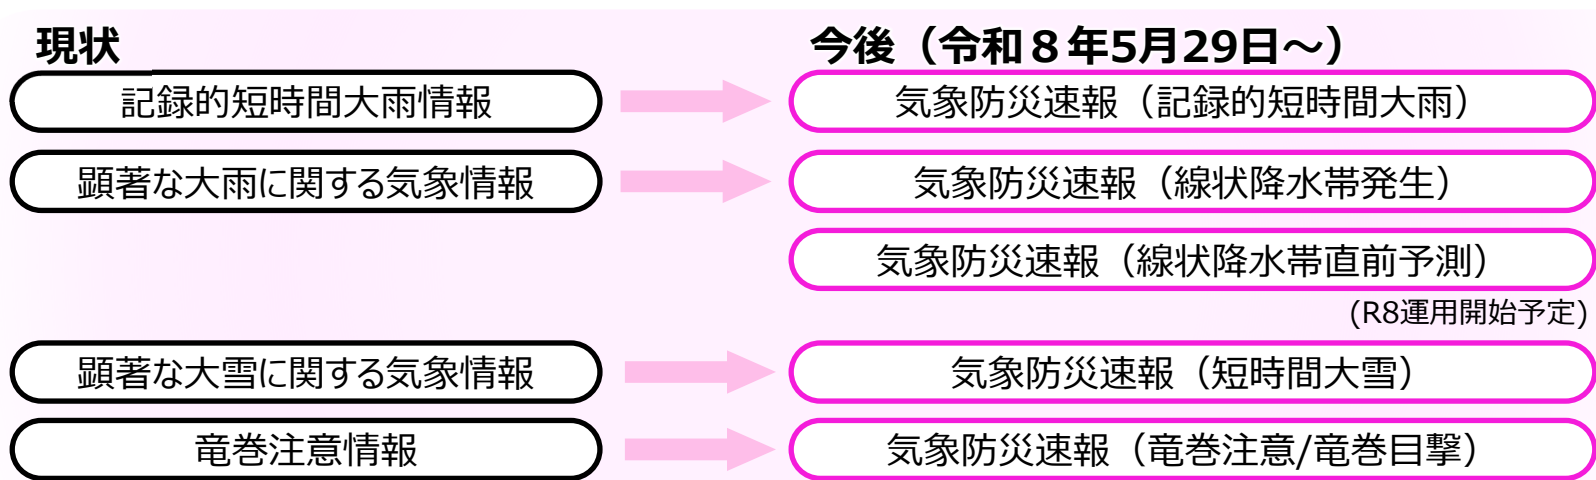 現状
今後（令和８年5月29日～）
記録的短時間大雨情報
気象防災速報（記録的短時間大雨）
顕著な大雨に関する気象情報
気象防災速報（線状降水帯発生）
気象防災速報（線状降水帯直前予測）
(R8運用開始予定)
顕著な大雪に関する気象情報
気象防災速報（短時間大雪）
竜巻注意情報
気象防災速報（竜巻注意/竜巻目撃）